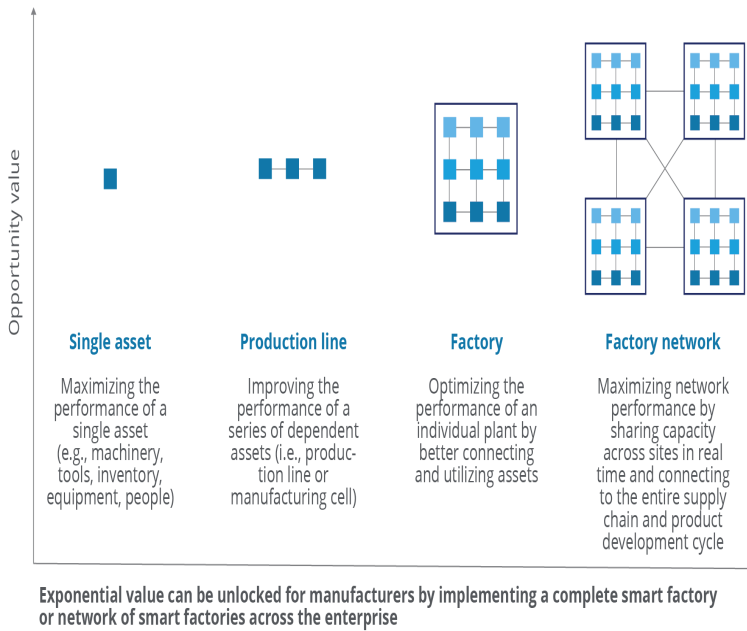 Opportunity value
Single asset
Maximizing the
performance of a
single asset
(e.g., machinery,
tools, inventory,
equipment, people)
Production line
Improving the
performance of a
series of dependent
assets (i.e., produc-
tion line or
manufacturing cell)
Factory
Optimizing the
performance of an
individual plant by
better connecting
and utilizing assets
Factory network
Maximizing network
performance by
sharing capacity
across sites in real
time and connecting
to the entire supply
chain and product
development cycle
Exponential value can be unlocked for manufacturers by implementing a complete smart factory
or network of smart factories across the enterprise